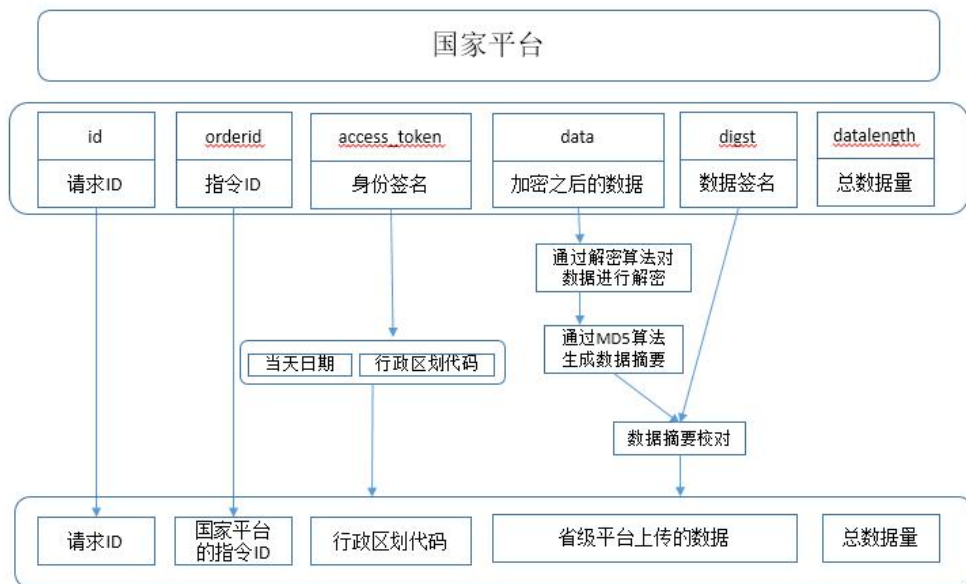 国家平台
id
orderid
access_token
data
digst
datalength
请求ID
指令ID
身份签名
加密之后的数据
数据签名
总数据量
通过解密算法对
数据进行解密
通过MD5算法
生成数据摘要
当天日期
行政区划代码
数据摘要校对
请求ID
国家平台
的指令ID
行政区划代码
省级平台上传的数据
总数据量